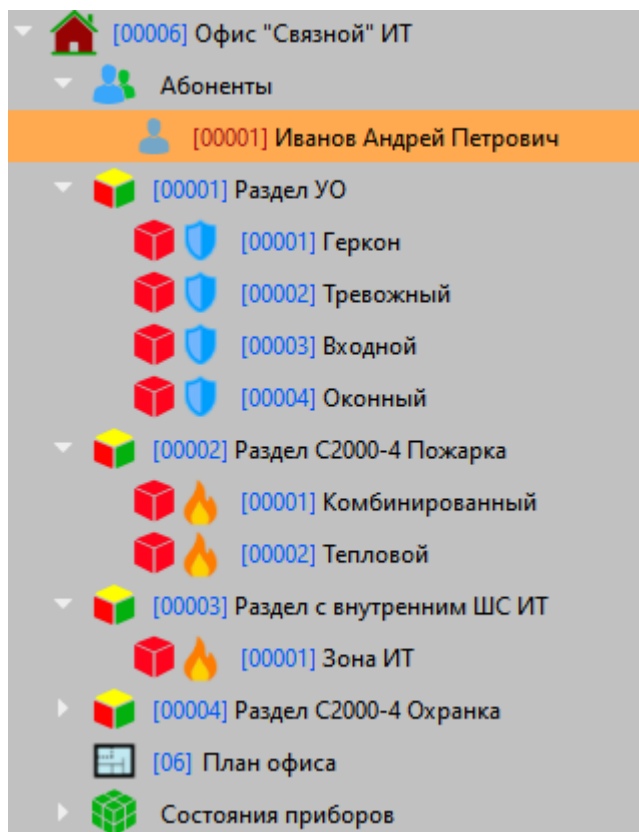 [00006] Офис "Связной" ИТ
Абоненты
[00001] Иванов Андрей Петрович
[00001] Раздел УО
[00001] Геркон
[00002] Тревожный
[00003] Входной
[00004] Оконный
[00002] Раздел С2000-4 Пожарка
[00001] Комбинированный
[00002] Тепловой
[00003] Раздел с внутренним ШС ИТ
[00001] Зона ИТ
[00004] Раздел С2000-4 Охранка
[06] План офиса
Состояния приборов